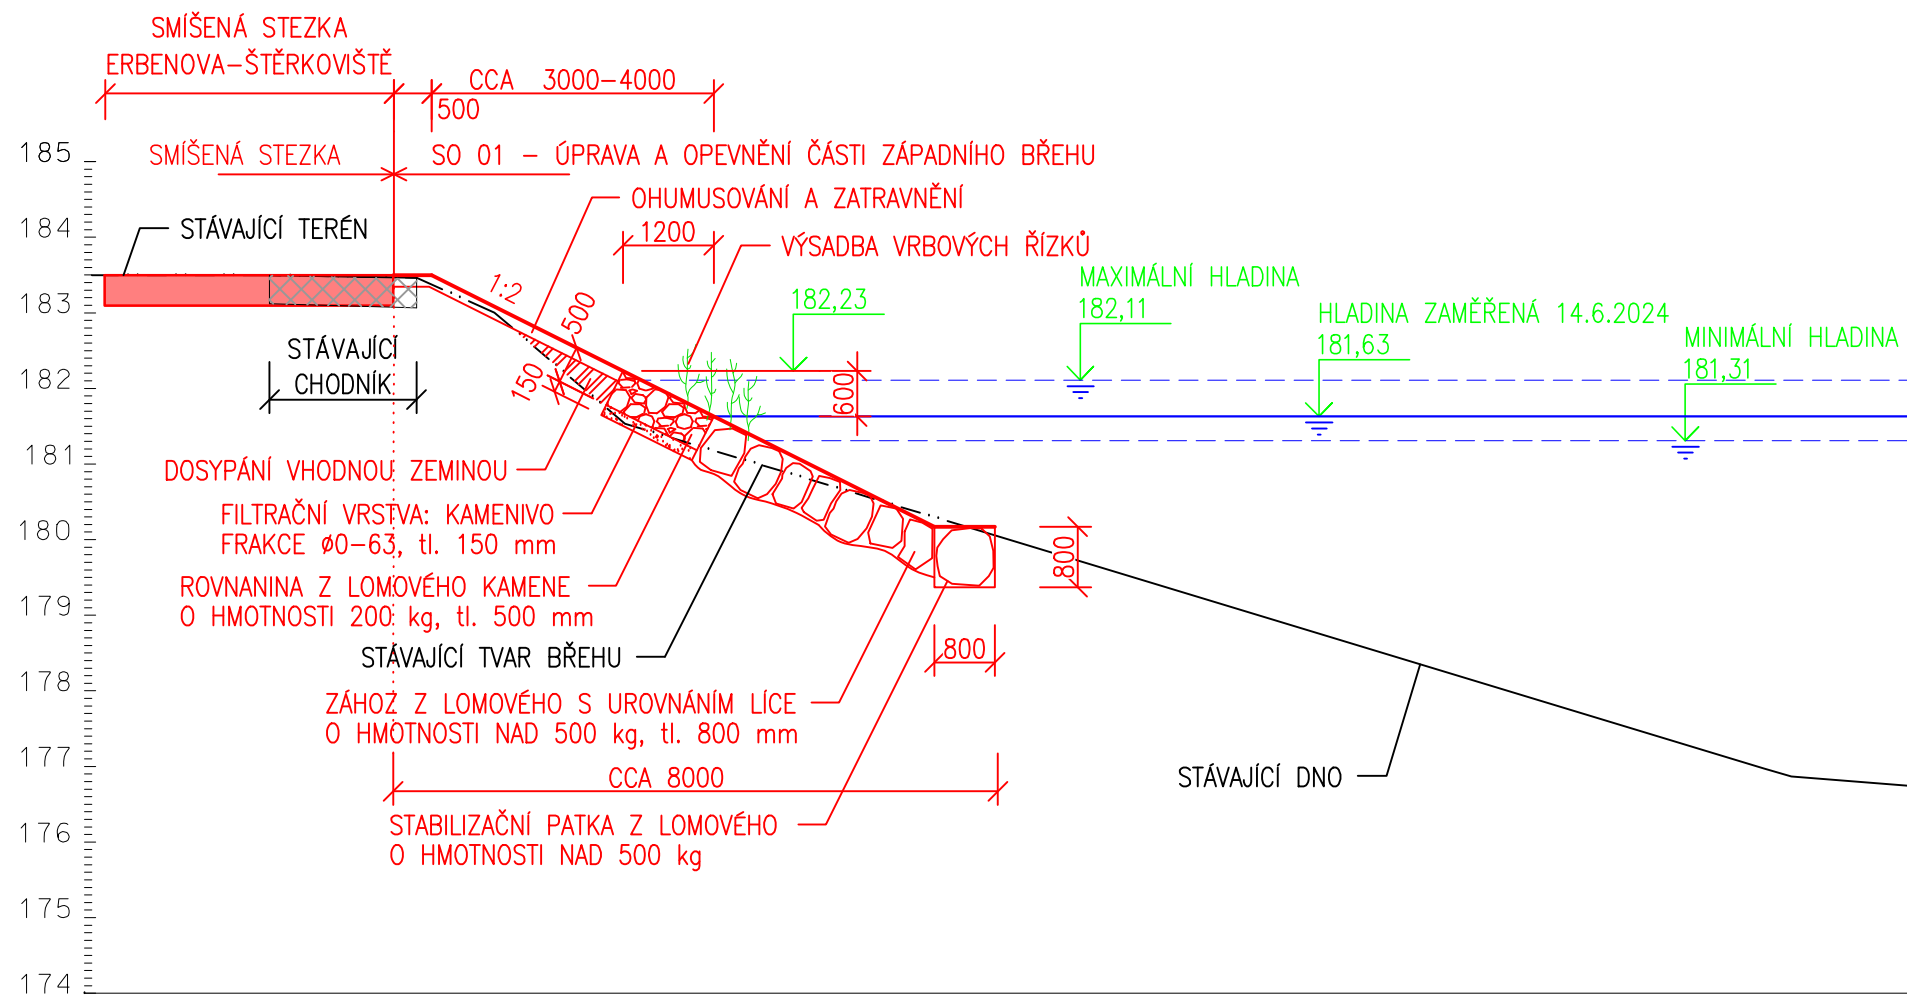 SMÍŠENÁ STEZKA
ERBENOVA-ŠTĚRKOVIŠTĚ
CCA 3000-4000
500
185
SMÍŠENÁ STEZKA
SO 01 - ÚPRAVA A OPEVNĚNÍ ČÁSTI ZÁPADNÍHO BŘEHU
OHUMUSOVÁNÍ A ZATRAVNĚNÍ
184
STÁVAJÍCÍ TERÉN
1200
VÝSADBA VRBOVÝCH ŘÍZKŮ
MAXIMÁLNÍ HLADINA
182,11
1:2
182,23
183
500
HLADINA ZAMĚŘENÁ 14.6.2024
181,63
MINIMÁLNÍ HLADINA
181,31
STÁVAJÍCÍ
CHODNÍK
182
150
600
181
DOSYPÁNÍ VHODNOU ZEMINOU
FILTRAČNÍ VRSTVA: KAMENIVO
FRAKCE ø0-63, tl. 150 mm
180
800
ROVNANINA Z LOMOVÉHO KAMENE
O HMOTNOSTI 200 kg, tl. 500 mm
179
STÁVAJÍCÍ TVAR BŘEHU
800
178
ZÁHOZ Z LOMOVÉHO S UROVNÁNÍM LÍCE
O HMOTNOSTI NAD 500 kg, tl. 800 mm
177
CCA 8000
STÁVAJÍCÍ DNO
176
STABILIZAČNÍ PATKA Z LOMOVÉHO
O HMOTNOSTI NAD 500 kg
175
174